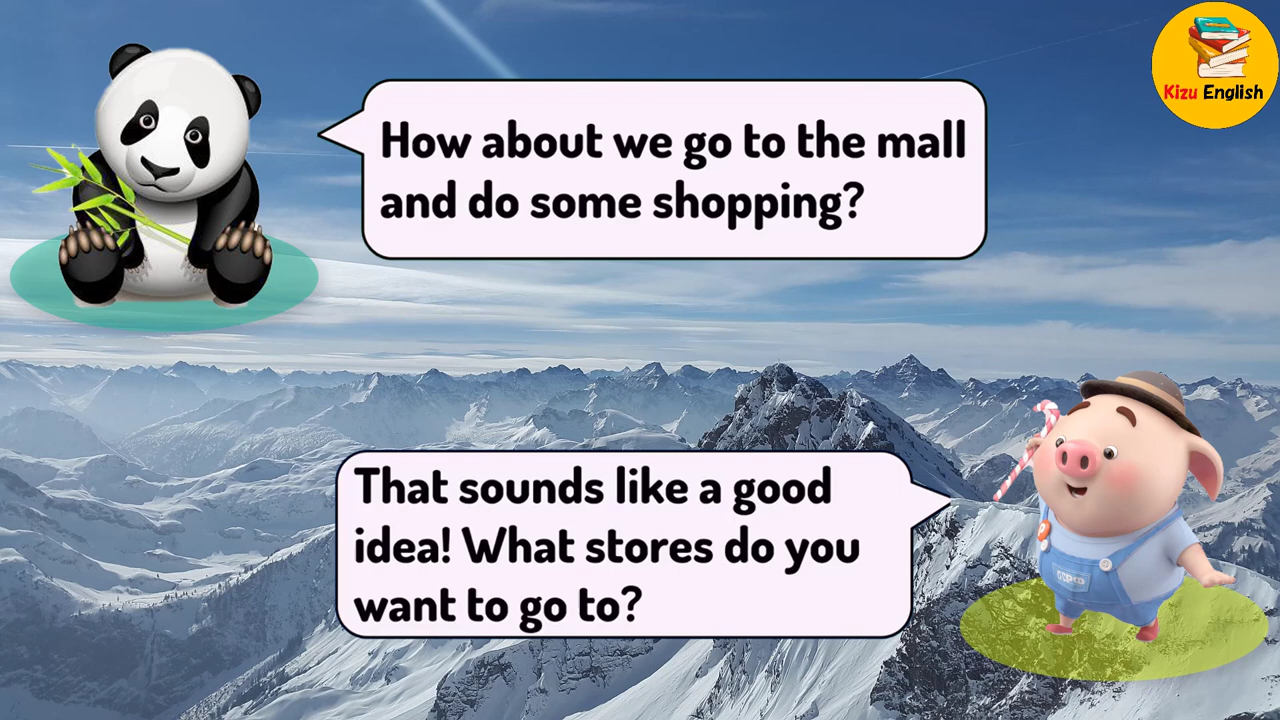 Kizu English
How about we go to the mall
and do some shopping?
That sounds like a good
idea! What stores do you
want to go to?